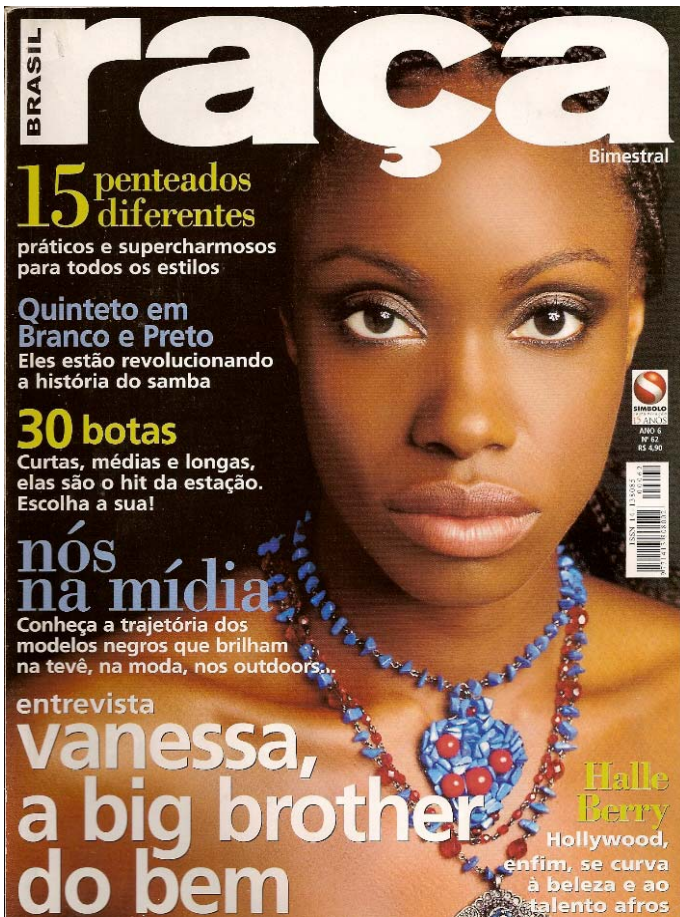 BRASIL
raça
Bimestral
15 penteados
diferentes
práticos e supercharmosos
para todos os estilos
Quinteto em
Branco e Preto
Eles estão revolucionando
a história do samba
30 botas
Curtas, médias e longas,
elas são o hit da estação.
Escolha a sua!
nós
na mídia
Conheça a trajetória dos
modelos negros que brilham
na tevê, na moda, nos outdoors...
entrevista
vanessa,
a big brother
do bem
SIMBOLO
15 ANOS
ANO 6
Nº 62
R$ 4,90
Halle
Berry
Hollywood,
enfim, se curva
à beleza e ao
talento afros